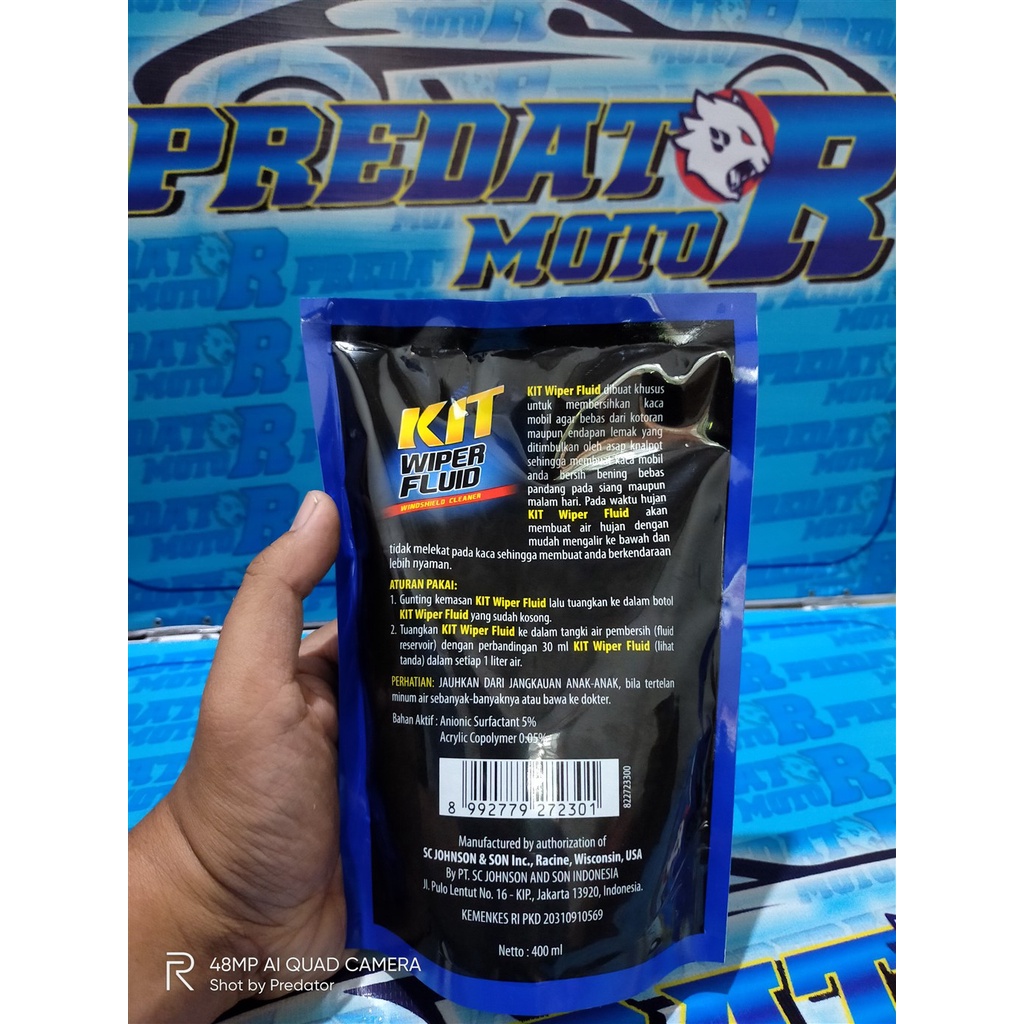 PREDATOR
MOTOR
KIT
WIPER
FLUID
WINDSHIELD CLEANER
KIT Wiper Fluid dibuat khusus
untuk membersihkan kaca
mobil agar bebas dari kotoran
maupun endapan lemak yang
ditimbulkan oleh asap knalpot
sehingga membuat kaca mobil
anda bersih bening bebas
pandang pada siang maupun
malam hari. Pada waktu hujan
KIT Wiper Fluid akan
membuat air hujan dengan
mudah mengalir ke bawah dan
tidak melekat pada kaca sehingga membuat anda berkendaraan
lebih nyaman.
ATURAN PAKAI:
1. Gunting kemasan KIT Wiper Fluid lalu tuangkan ke dalam botol
KIT Wiper Fluid yang sudah kosong.
2. Tuangkan KIT Wiper Fluid ke dalam tangki air pembersih (fluid
reservoir) dengan perbandingan 30 ml KIT Wiper Fluid (lihat
tanda) dalam setiap 1 liter air.
PERHATIAN: JAUHKAN DARI JANGKAUAN ANAK-ANAK, bila tertelan
minum air sebanyak-banyaknya atau bawa ke dokter.
Bahan Aktif : Anionic Surfactant 5%
Acrylic Copolymer 0.05%
8 992779 272301
822723300
Manufactured by authorization of
SC JOHNSON & SON Inc., Racine, Wisconsin, USA
By PT. SC JOHNSON AND SON INDONESIA
Jl. Pulo Lentut No. 16 - KIP., Jakarta 13920, Indonesia.
KEMENKES RI PKD 20310910569
Netto : 400 ml
R 48MP AI QUAD CAMERA
Shot by Predator